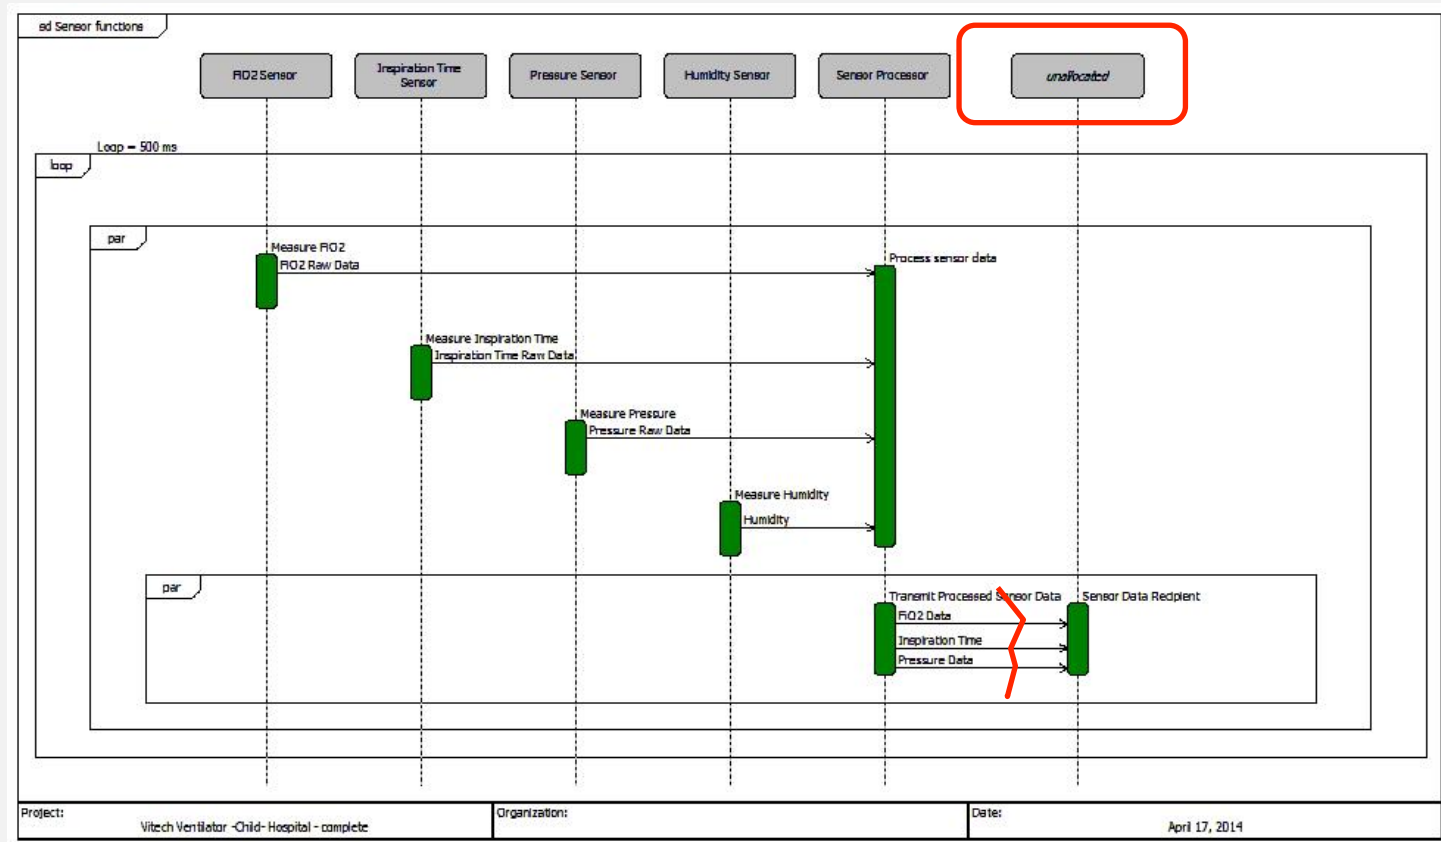 sd Sensor functions
FiO2 Sensor
Inspiration Time
Sensor
Pressure Sensor
Humidity Sensor
Sensor Processor
unallocated
Loop = 500 ms
loop
par
Measure FiO2
FiO2 Raw Data
Process sensor data
Measure Inspiration Time
Inspiration Time Raw Data
Measure Pressure
Pressure Raw Data
Measure Humidity
Humidity
par
Transmit Processed Sensor Data
Sensor Data Recipient
FiO2 Data
Inspiration Time
Pressure Data
Project:
Vitech Ventilator -Child- Hospital - complete
Organization:
Date:
April 17, 2014